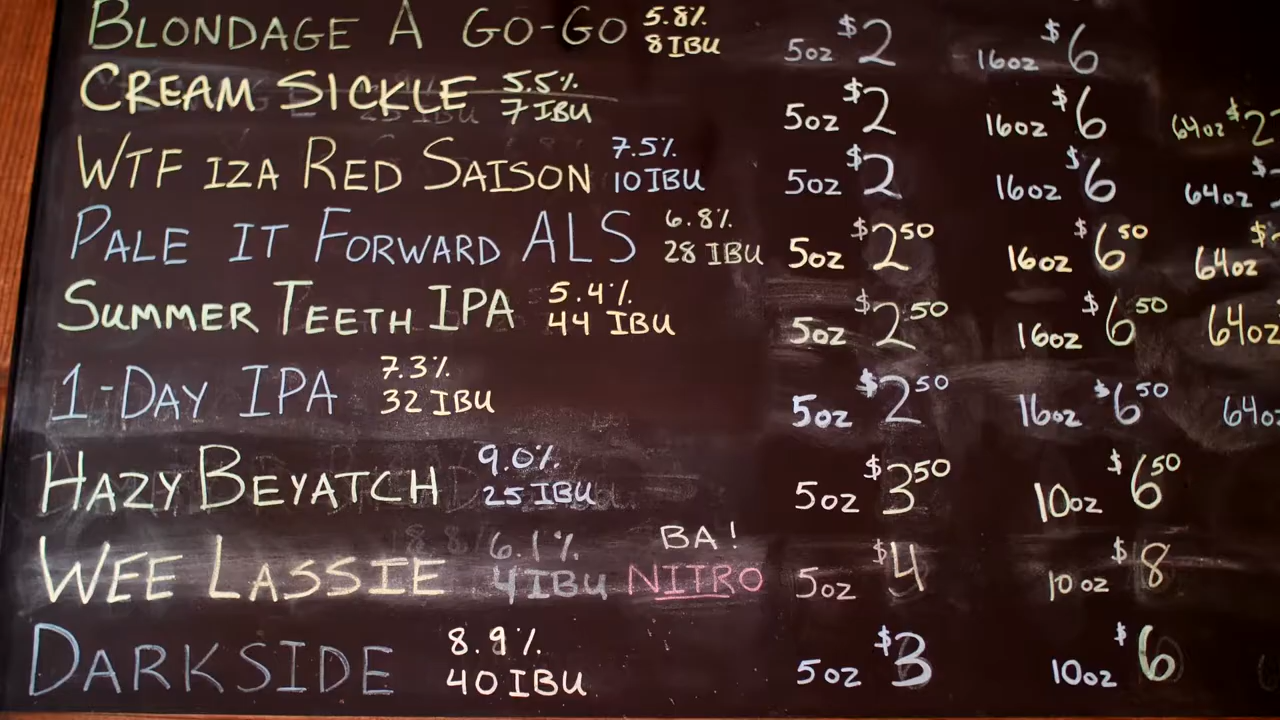 BLONDAGE A GO-GO 5.8% 8 IBU 5oz $2 16oz $6
CREAM SICKLE 5.5% 7 IBU 5oz $2 16oz $6 64oz
WTF IZA RED SAISON 7.5% 10 IBU 5oz $2 16oz $6 64oz
PALE IT FORWARD ALS 6.8% 28 IBU 5oz $2 50 16oz $6 50 64oz
SUMMER TEETH IPA 5.4% 44 IBU 5oz $2 50 16oz $6 50 64oz
1-DAY IPA 7.3% 32 IBU 5oz $2 50 16oz $6 50 64oz
HAZY BEYATCH 9.0% 25 IBU 5oz $3 50 10oz $6 50
WEE LASSIE 6.1% 4 IBU BA! NITRO 5oz $4 10oz $8
DARKSIDE 8.9% 40 IBU 5oz $3 10oz $6